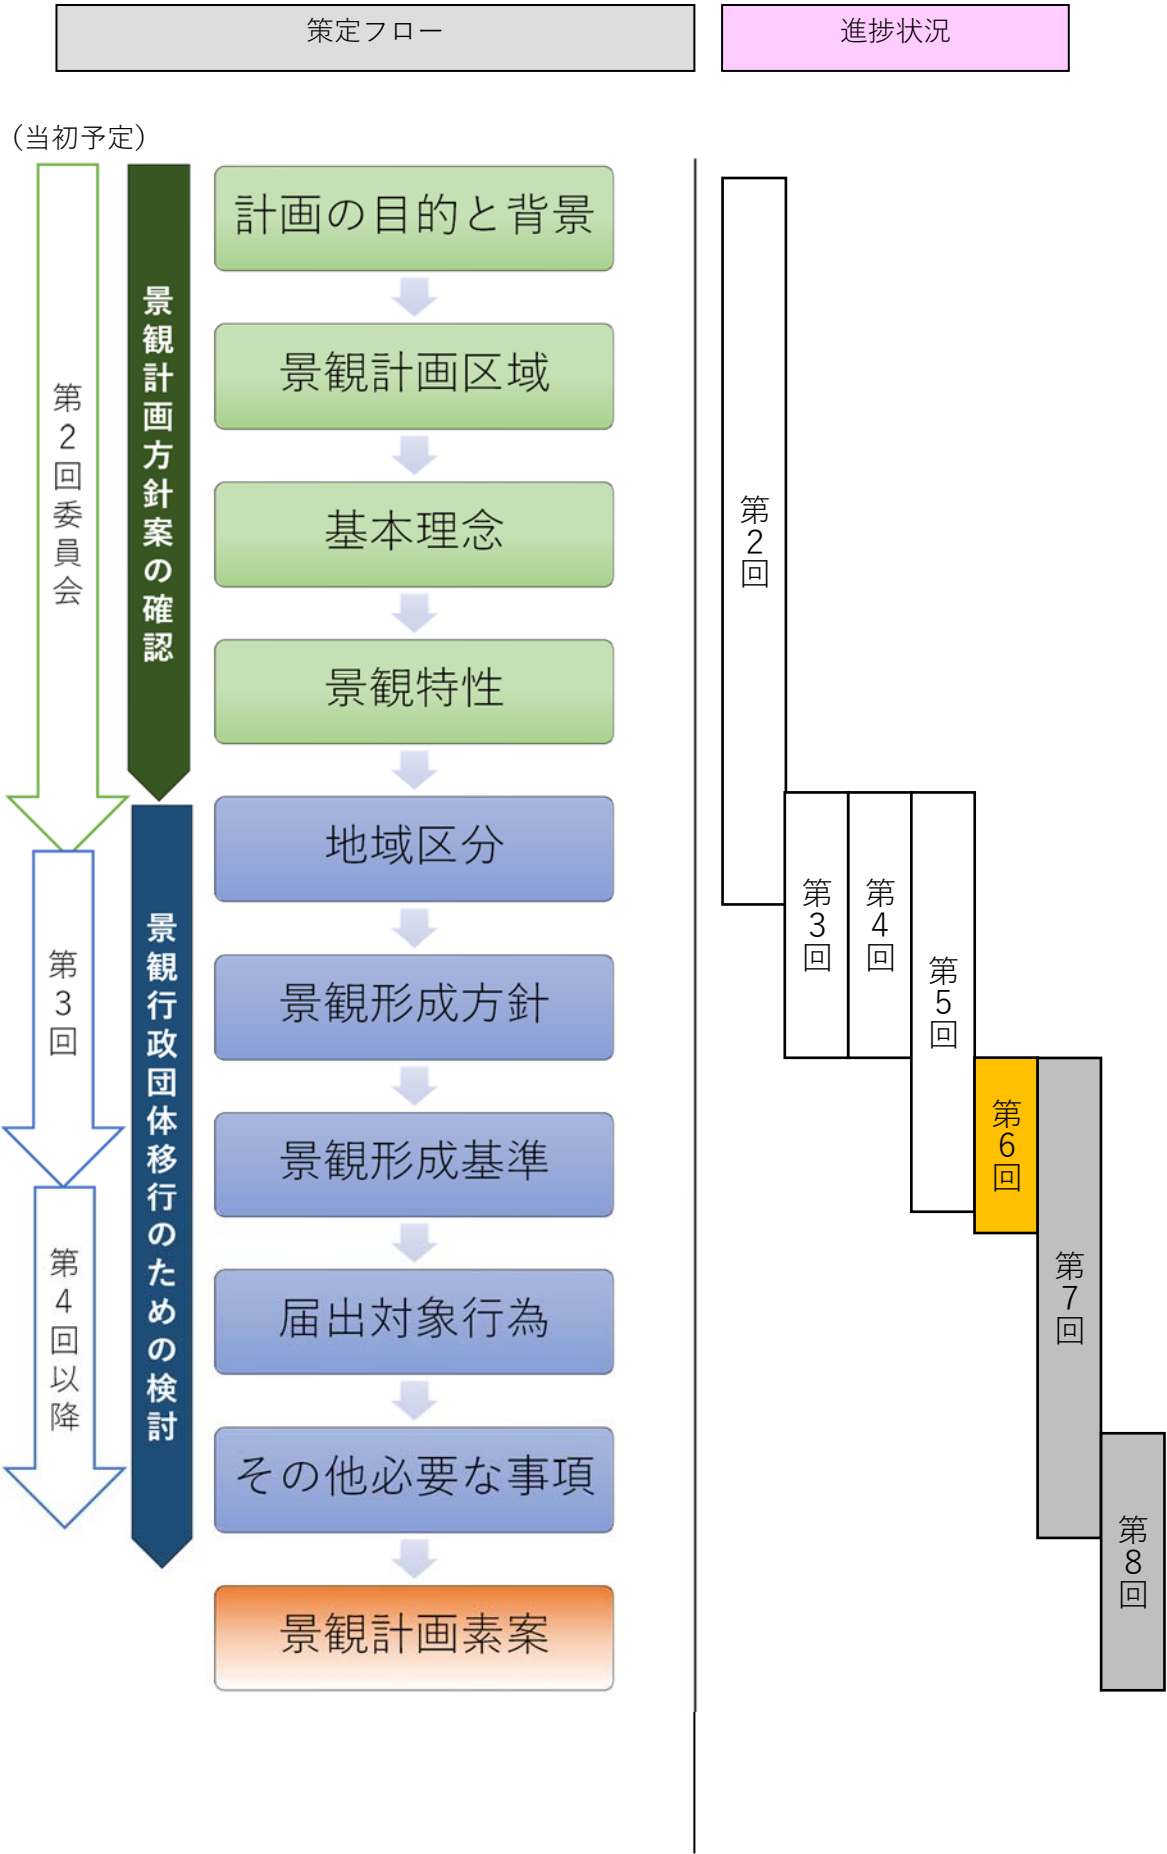 策定フロー
進捗状況
（当初予定）
第2回委員会
第3回
第4回以降
景観計画方針案の確認
景観行政団体移行のための検討
計画の目的と背景
景観計画区域
基本理念
景観特性
地域区分
景観形成方針
景観形成基準
届出対象行為
その他必要な事項
景観計画素案
第2回
第3回
第4回
第5回
第6回
第7回
第8回